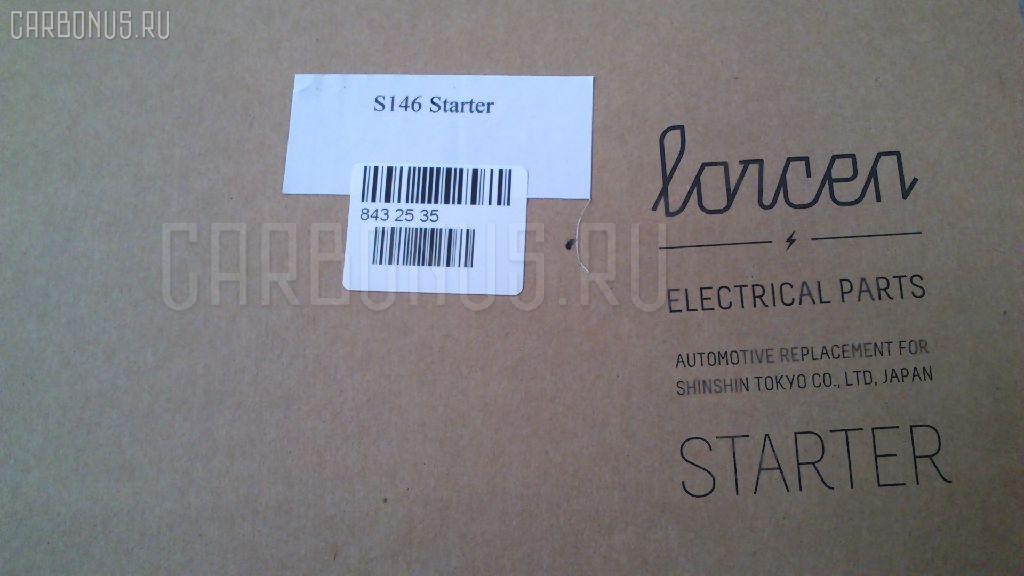 CARBONUS.RU
S146 Starter
843 25 35
CARBONUS.RU
lorcen
ELECTRICAL PARTS
AUTOMOTIVE REPLACEMENT FOR
SHINSHIN TOKYO CO., LTD, JAPAN
STARTER